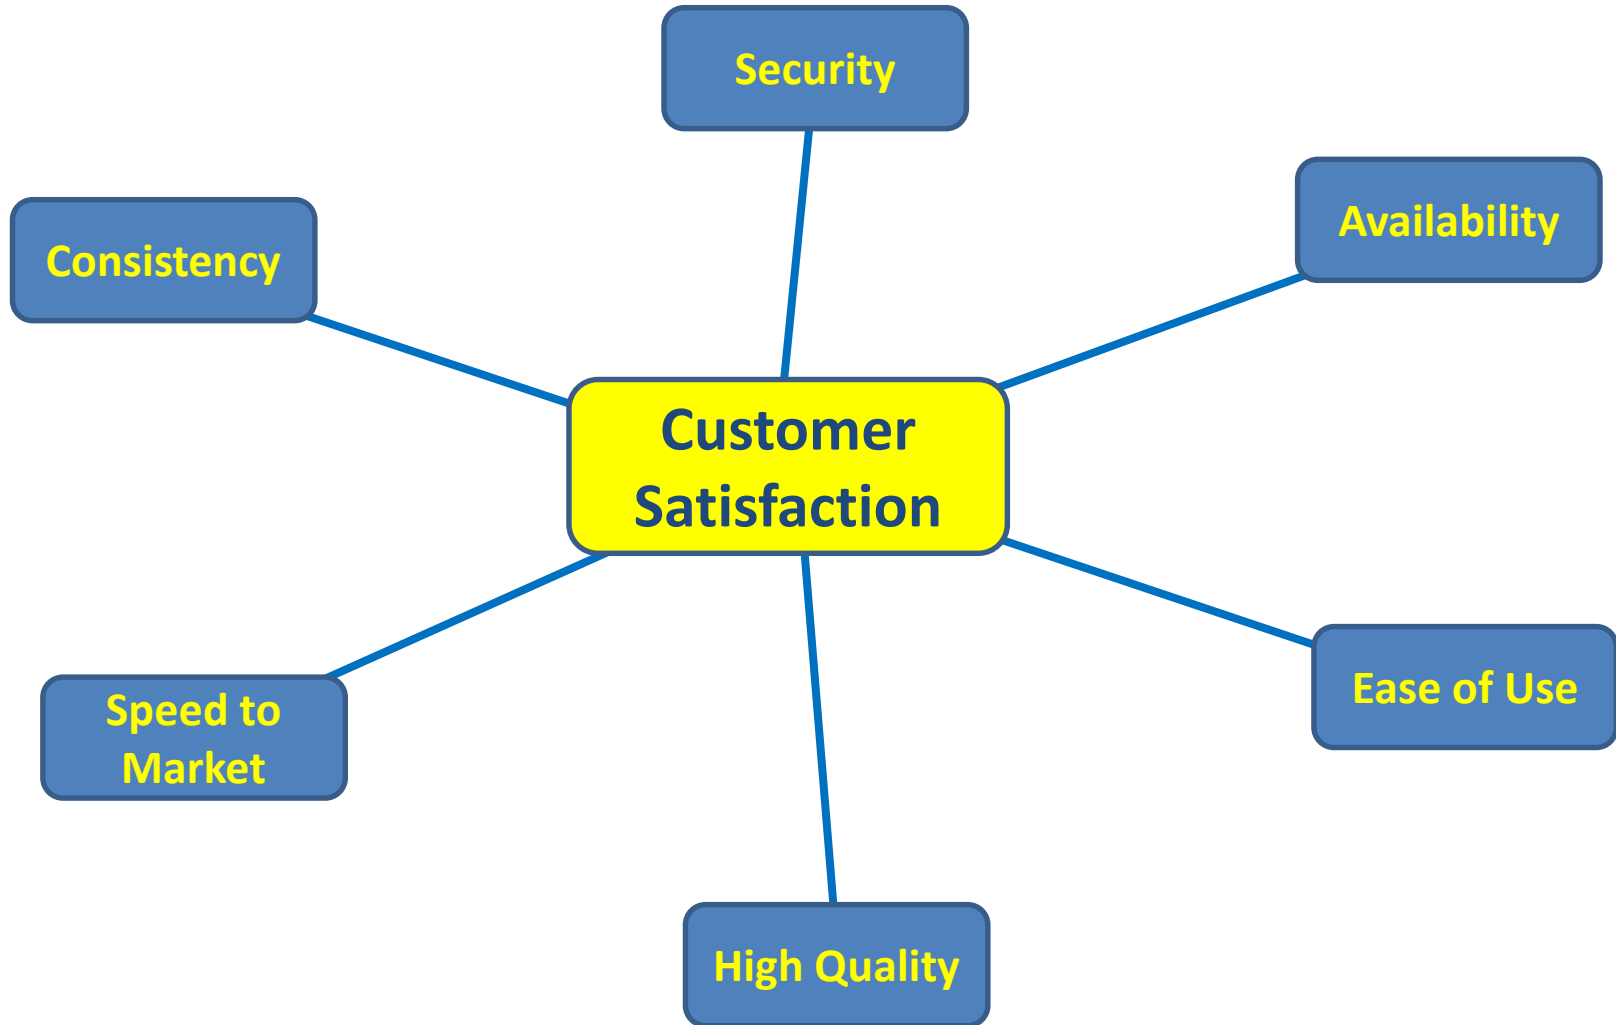 Security
Availability
Consistency
Customer
Satisfaction
Ease of Use
Speed to
Market
High Quality